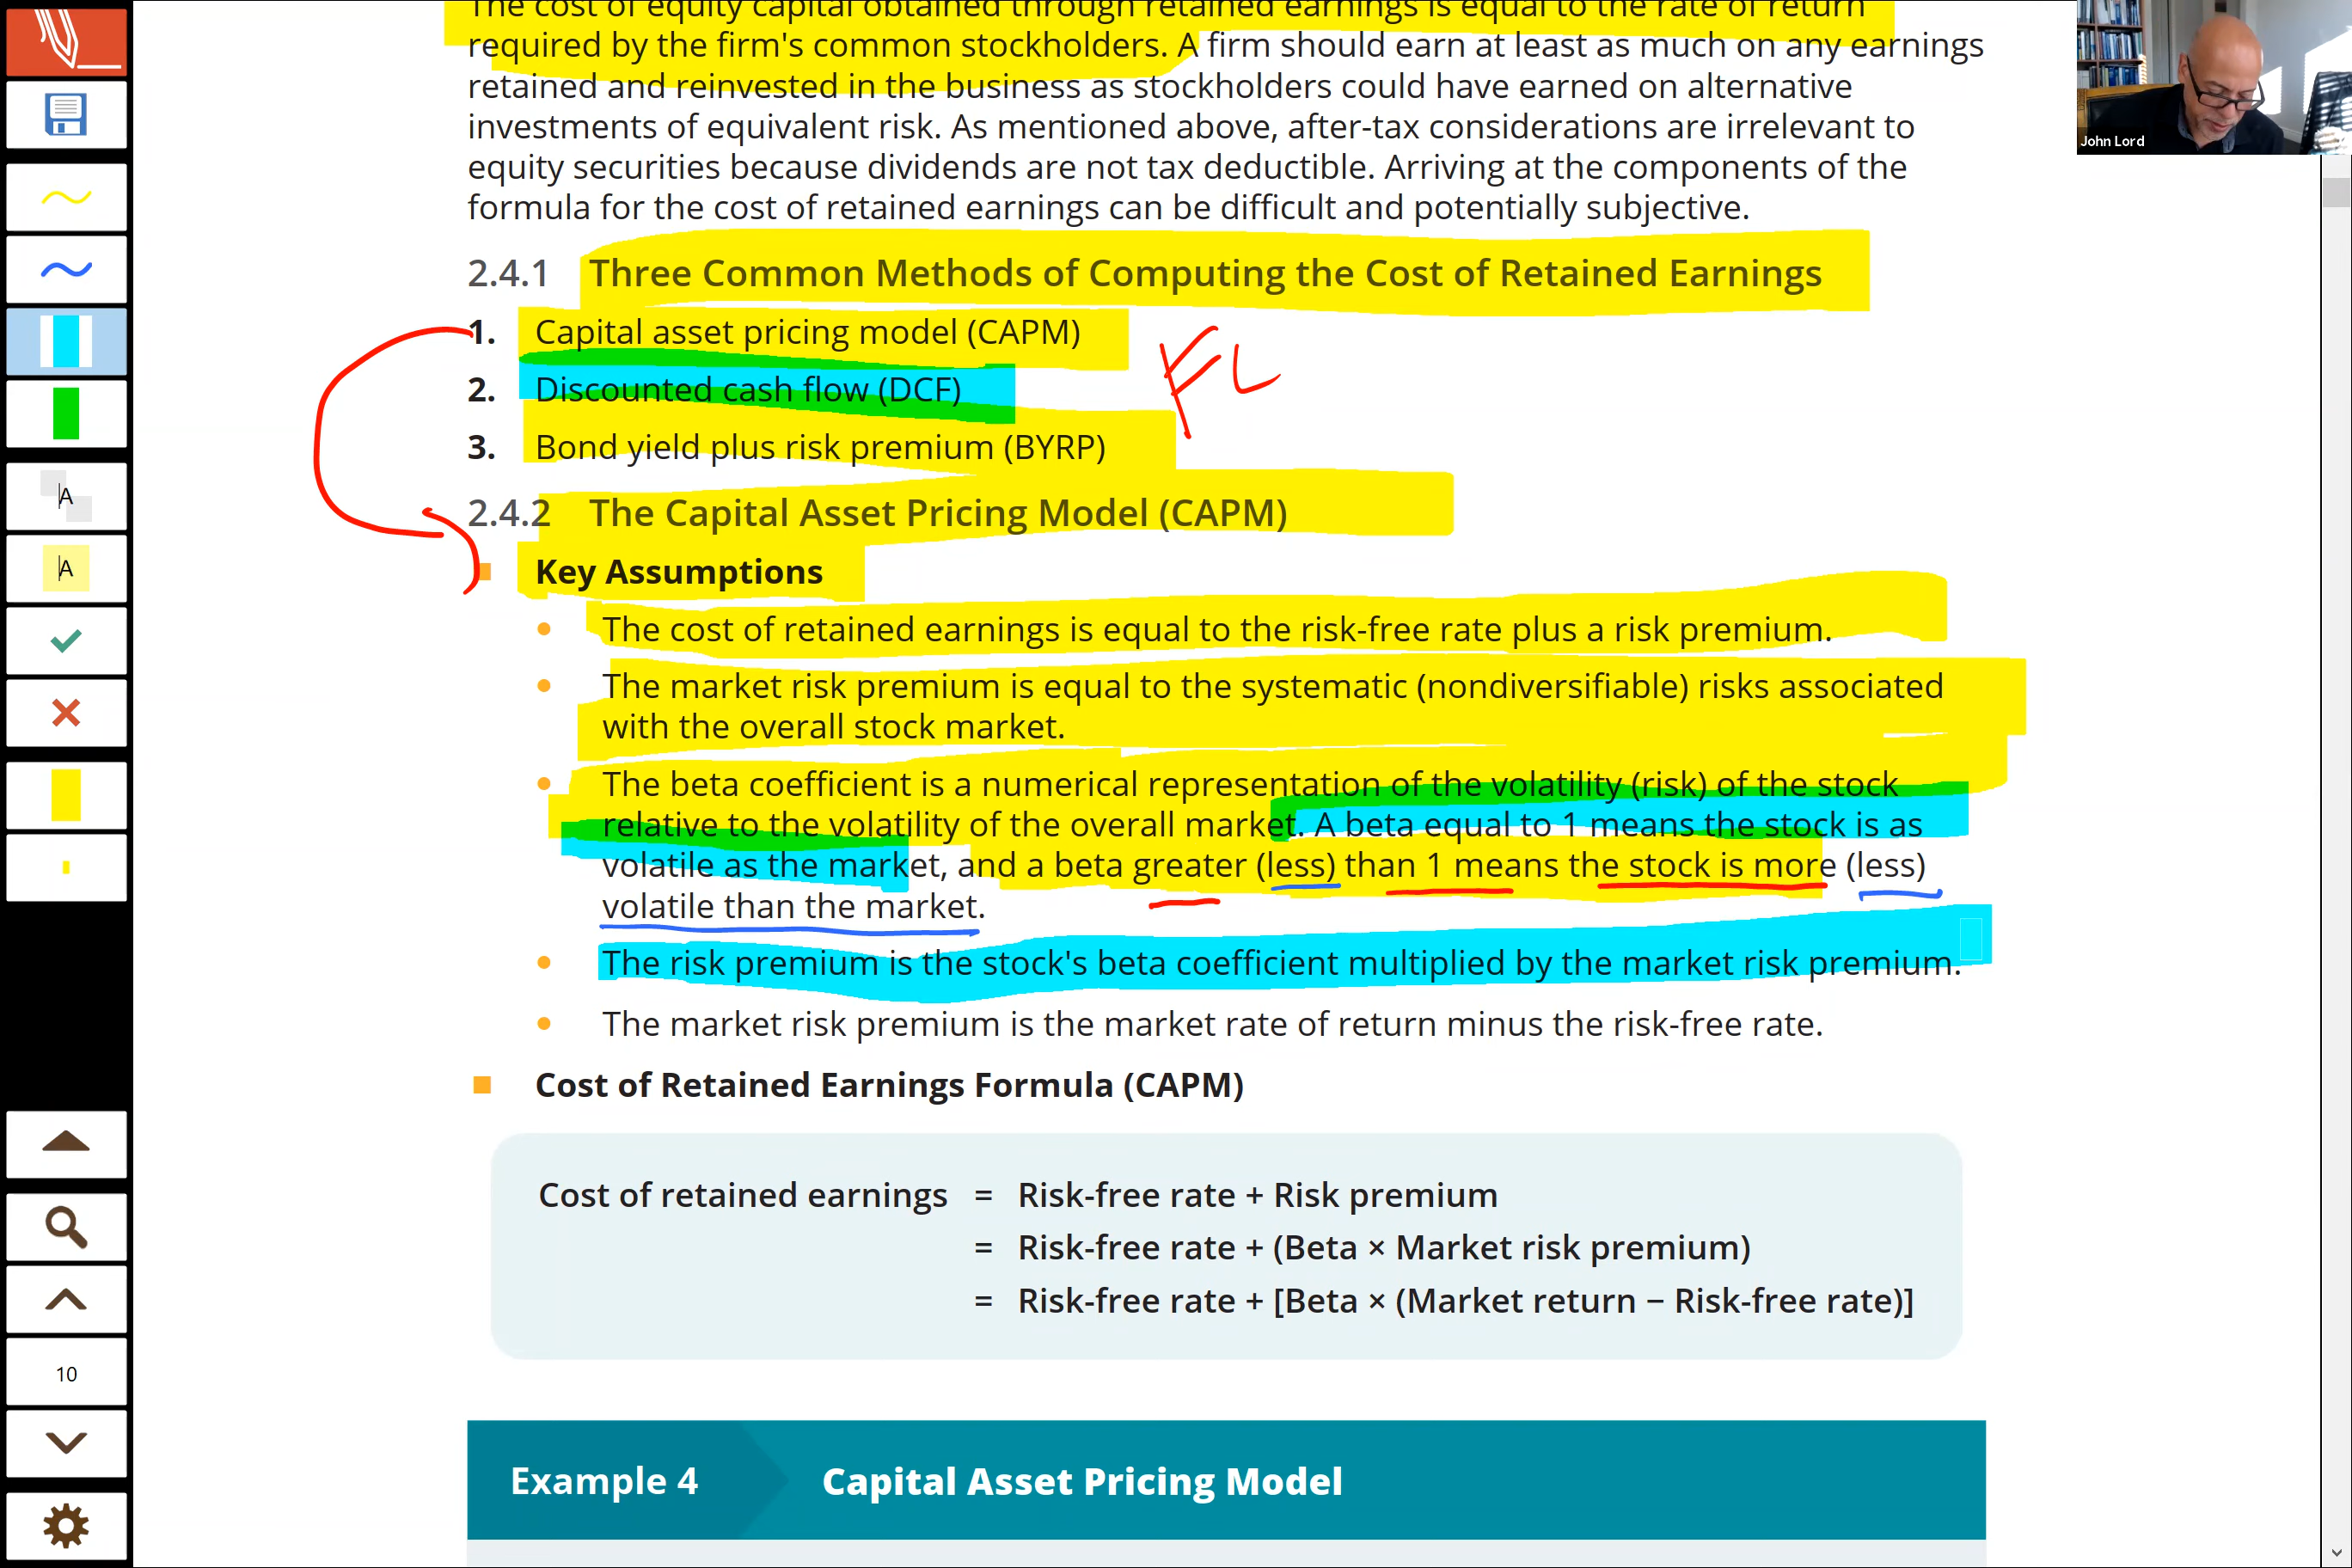 The cost of equity capital obtained through retained earnings is equal to the rate of return
required by the firm's common stockholders. A firm should earn at least as much on any earnings
retained and reinvested in the business as stockholders could have earned on alternative
investments of equivalent risk. As mentioned above, after-tax considerations are irrelevant to
equity securities because dividends are not tax deductible. Arriving at the components of the
formula for the cost of retained earnings can be difficult and potentially subjective.
John Lord
2.4.1 Three Common Methods of Computing the Cost of Retained Earnings
1. Capital asset pricing model (CAPM)
2. Discounted cash flow (DCF)
3. Bond yield plus risk premium (BYRP)
2.4.2 The Capital Asset Pricing Model (CAPM)
Key Assumptions
The cost of retained earnings is equal to the risk-free rate plus a risk premium.
The market risk premium is equal to the systematic (nondiversifiable) risks associated
with the overall stock market.
The beta coefficient is a numerical representation of the volatility (risk) of the stock
relative to the volatility of the overall market. A beta equal to 1 means the stock is as
volatile as the market, and a beta greater (less) than 1 means the stock is more (less)
volatile than the market.
The risk premium is the stock's beta coefficient multiplied by the market risk premium.
The market risk premium is the market rate of return minus the risk-free rate.
Cost of Retained Earnings Formula (CAPM)
Cost of retained earnings = Risk-free rate + Risk premium
= Risk-free rate + (Beta × Market risk premium)
= Risk-free rate + [Beta × (Market return − Risk-free rate)]
Example 4 Capital Asset Pricing Model
A
A
10